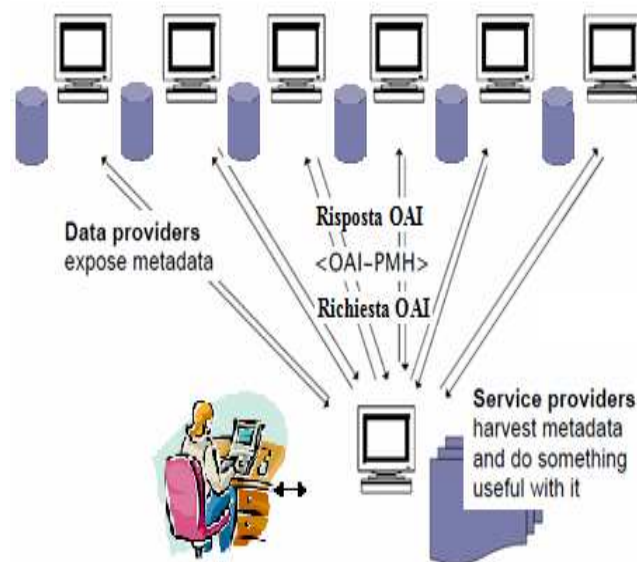 Risposta OAI
Data providers
expose metadata
<OAI-PMH>
Richiesta OAI
Service providers
harvest metadata
and do something
useful with it